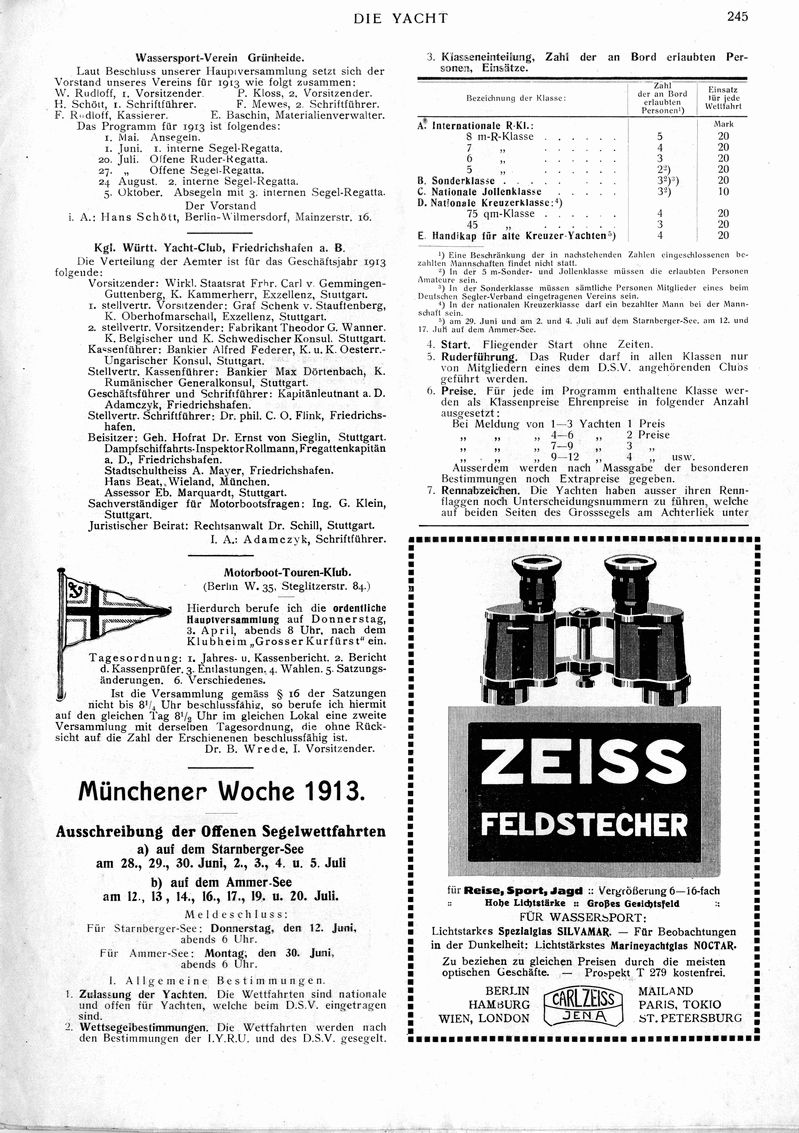 DIE YACHT
245
Wassersport-Verein Grünheide.
Laut Beschluss unserer Hauptversammlung setzt sich der
Vorstand unseres Vereins für 1913 wie folgt zusammen:
W. Rudloff, 1. Vorsitzender. P. Kloss, 2. Vorsitzender.
H. Schött, 1. Schriftführer. F. Mewes, 2. Schriftführer.
F. Rudloff, Kassierer. E. Baschin, Materialienverwalter.
Das Programm für 1913 ist folgendes:
1. Mai. Ansegeln.
1. Juni. 1. interne Segel-Regatta.
20. Juli. Offene Ruder-Regatta.
27. „ Offene Segel-Regatta.
24 August. 2. interne Segel-Regatta.
5. Oktober. Absegeln mit 3. internen Segel-Regatta.
Der Vorstand
i. A.: Hans Schött, Berlin-Wilmersdorf, Mainzerstr. 16.
Kgl. Württ. Yacht-Club, Friedrichshafen a. B.
Die Verteilung der Aemter ist für das Geschäftsjahr 1913
folgende:
Vorsitzender: Wirkl. Staatsrat Frhr. Carl v. Gemmingen-
Guttenberg, K. Kammerherr, Exzellenz, Stuttgart.
1. stellvertr. Vorsitzender: Graf Schenk v. Stauffenberg,
K. Oberhofmarschall, Exzellenz, Stuttgart.
2. stellvertr. Vorsitzender: Fabrikant Theodor G. Wanner.
K. Belgischer und K. Schwedischer Konsul. Stuttgart.
Kassenführer: Bankier Alfred Federer, K. u. K. Oesterr.-
Ungarischer Konsul, Stuttgart.
Stellvertr. Kassenführer: Bankier Max Dörtenbach, K.
Rumänischer Generalkonsul, Stuttgart.
Geschäftsführer und Schriftführer: Kapitänleutnant a. D.
Adamczyk, Friedrichshafen.
Stellvertr. Schriftführer: Dr. phil. C. O. Flink, Friedrichs-
hafen.
Beisitzer: Geh. Hofrat Dr. Ernst von Sieglin, Stuttgart.
Dampfschiffahrts-Inspektor Rollmann, Fregattenkapitän
a. D., Friedrichshafen.
Stadtschultheiss A. Mayer, Friedrichshafen.
Hans Beat, Wieland, München.
Assessor Eb. Marquardt, Stuttgart.
Sachverständiger für Motorbootsfragen: Ing. G. Klein,
Stuttgart.
Juristischer Beirat: Rechtsanwalt Dr. Schill, Stuttgart.
I. A.: Adamczyk, Schriftführer.
Motorboot-Touren-Klub.
(Berlin W. 35, Steglitzerstr. 84.)
Hierdurch berufe ich die ordentliche
Hauptversammlung auf Donnerstag,
3. April, abends 8 Uhr, nach dem
Klubheim „Grosser Kurfürst“ ein.
Tagesordnung: 1. Jahres- u. Kassenbericht. 2. Bericht
d. Kassenprüfer. 3. Entlastungen. 4. Wahlen. 5. Satzungs-
änderungen. 6. Verschiedenes.
Ist die Versammlung gemäss § 16 der Satzungen
nicht bis 8¼ Uhr beschlussfähig, so berufe ich hiermit
auf den gleichen Tag 8½ Uhr im gleichen Lokal eine zweite
Versammlung mit derselben Tagesordnung, die ohne Rück-
sicht auf die Zahl der Erschienenen beschlussfähig ist.
Dr. B. Wrede, I. Vorsitzender.
Münchener Woche 1913.
Ausschreibung der Offenen Segelwettfahrten
a) auf dem Starnberger-See
am 28., 29., 30. Juni, 2., 3., 4. u. 5. Juli
b) auf dem Ammer-See
am 12., 13, 14., 16., 17., 19. u. 20. Juli.
Meldeschluss:
Für Starnberger-See: Donnerstag, den 12. Juni,
abends 6 Uhr.
Für Ammer-See: Montag, den 30. Juni,
abends 6 Uhr.
I. Allgemeine Bestimmungen.
1. Zulassung der Yachten. Die Wettfahrten sind nationale
und offen für Yachten, welche beim D.S.V. eingetragen
sind.
2. Wettsegelbestimmungen. Die Wettfahrten werden nach
den Bestimmungen der I.Y.R.U. und des D.S.V. gesegelt.
3. Klasseneinteilung, Zahl der an Bord erlaubten Per-
sonen, Einsätze.
Bezeichnung der Klasse: Zahl der an Bord erlaubten Personen¹) Einsatz für jede Wettfahrt
A. Internationale R-Kl.: Mark
8 m-R-Klasse . . . . . . 5 20
7 „ . . . . . . 4 20
6 „ . . . . . . 3 20
5 „ . . . . . . 2²) 20
B. Sonderklasse . . . . . . . 3²)³) 20
C. Nationale Jollenklasse . . . . . 3²) 10
D. Nationale Kreuzerklasse:⁴)
75 qm-Klasse . . . . . . 4 20
45 „ . . . . . . 3 20
E. Handikap für alte Kreuzer-Yachten⁵) 4 20
¹) Eine Beschränkung der in nachstehenden Zahlen eingeschlossenen be-
zahlten Mannschaften findet nicht statt.
²) In der 5 m-Sonder- und Jollenklasse müssen die erlaubten Personen
Amateure sein.
³) In der Sonderklasse müssen sämtliche Personen Mitglieder eines beim
Deutschen Segler-Verband eingetragenen Vereins sein.
⁴) In der nationalen Kreuzerklasse darf ein bezahlter Mann bei der Mann-
schaft sein.
⁵) am 29. Juni und am 2. und 4. Juli auf dem Starnberger-See, am 12. und
17. Juli auf dem Ammer-See.
4. Start. Fliegender Start ohne Zeiten.
5. Ruderführung. Das Ruder darf in allen Klassen nur
von Mitgliedern eines dem D.S.V. angehörenden Clubs
geführt werden.
6. Preise. Für jede im Programm enthaltene Klasse wer-
den als Klassenpreise Ehrenpreise in folgender Anzahl
ausgesetzt:
Bei Meldung von 1—3 Yachten 1 Preis
„ „ „ 4—6 „ 2 Preise
„ „ „ 7—9 „ 3 „
„ „ „ 9—12 „ 4 „ usw.
Ausserdem werden nach Massgabe der besonderen
Bestimmungen noch Extrapreise gegeben.
7. Rennabzeichen. Die Yachten haben ausser ihren Renn-
flaggen noch Unterscheidungsnummern zu führen, welche
auf beiden Seiten des Grosssegels am Achterliek unter
ZEISS
FELDSTECHER
für Reise, Sport, Jagd :: Vergrößerung 6—16-fach
:: Hohe Lichtstärke :: Großes Gesichtsfeld ::
FÜR WASSERSPORT:
Lichtstarkes Spezialglas SILVAMAR. — Für Beobachtungen
in der Dunkelheit: Lichtstärkstes Marineyachtglas NOCTAR.
Zu beziehen zu gleichen Preisen durch die meisten
optischen Geschäfte. — Prospekt T 279 kostenfrei.
BERLIN
HAMBURG
WIEN, LONDON
CARL ZEISS
JENA
MAILAND
PARIS, TOKIO
ST. PETERSBURG